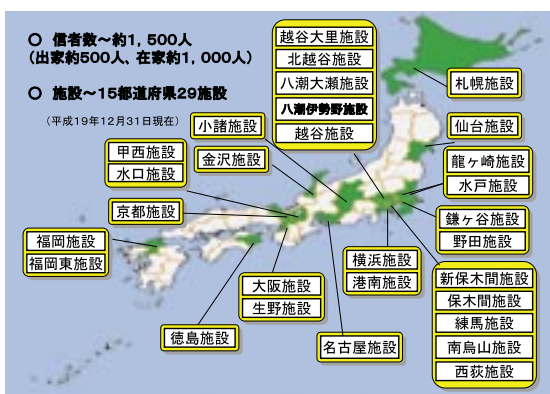 ○ 信者数~約1,500人
(出家約500人、在家約1,000人)
○ 施設~15都道府県29施設
(平成19年12月31日現在)
越谷大里施設
北越谷施設
八潮大瀬施設
八潮伊勢野施設
越谷施設
札幌施設
仙台施設
小諸施設
金沢施設
甲西施設
水口施設
京都施設
龍ヶ崎施設
水戸施設
鎌ヶ谷施設
野田施設
福岡施設
福岡東施設
大阪施設
生野施設
横浜施設
港南施設
徳島施設
名古屋施設
新保木間施設
保木間施設
練馬施設
南烏山施設
西荻施設